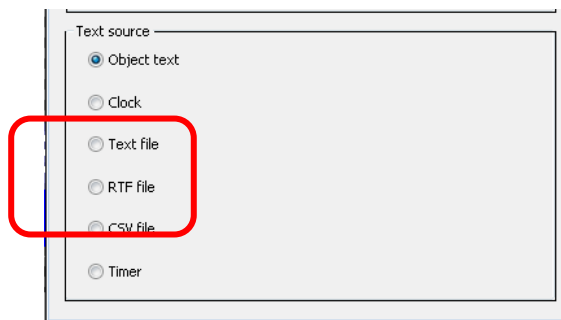 Text source
Object text
Clock
Text file
RTF file
CSV file
Timer